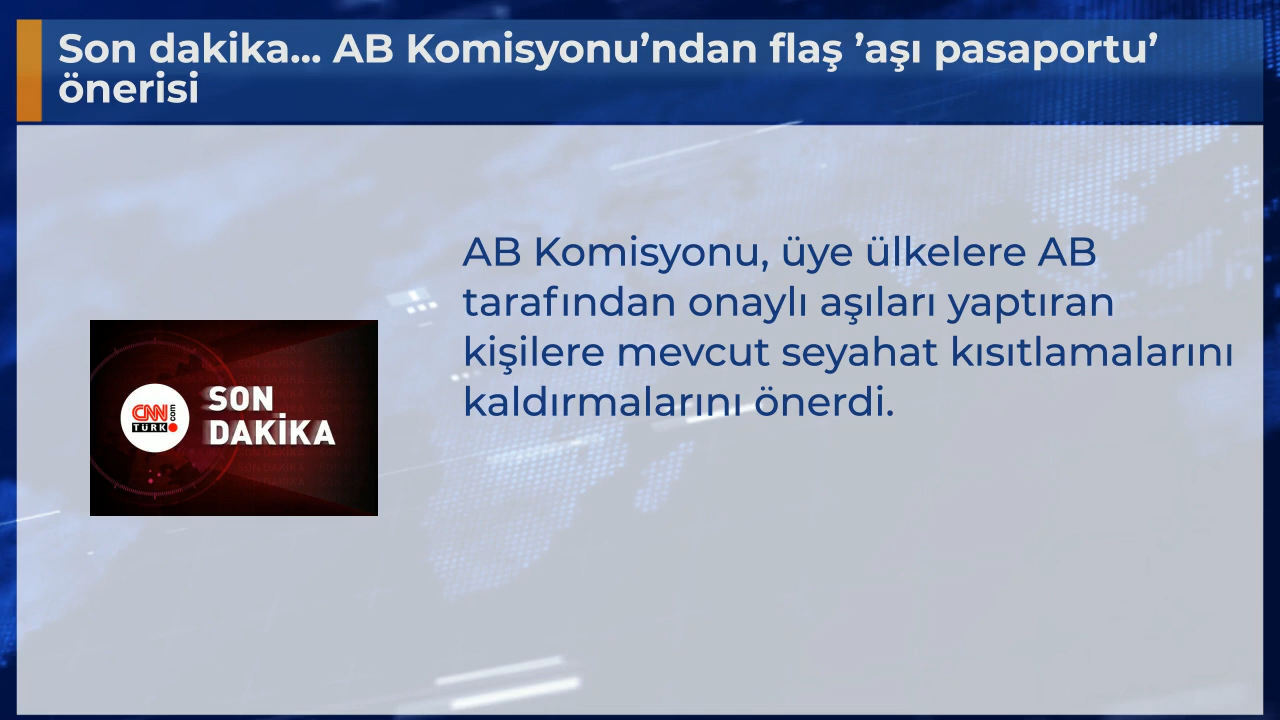 Son dakika... AB Komisyonu’ndan flaş ’aşı pasaportu’
önerisi
AB Komisyonu, üye ülkelere AB
tarafından onaylı aşıları yaptıran
kişilere mevcut seyahat kısıtlamalarını
kaldırmalarını önerdi.
CNN
TÜRK
.com
SON
DAKİKA